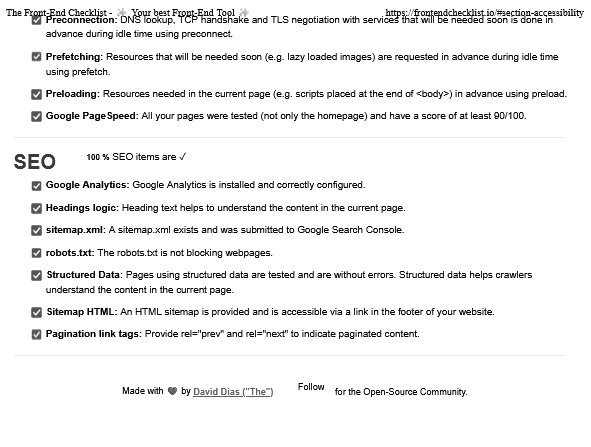 The Front-End Checklist - ✨ Your best Front-End Tool ✨ https://frontendchecklist.io/#section-accessibility
Preconnection: DNS lookup, TCP handshake and TLS negotiation with services that will be needed soon is done in
advance during idle time using preconnect.
Prefetching: Resources that will be needed soon (e.g. lazy loaded images) are requested in advance during idle time
using prefetch.
Preloading: Resources needed in the current page (e.g. scripts placed at the end of <body>) in advance using preload.
Google PageSpeed: All your pages were tested (not only the homepage) and have a score of at least 90/100.
SEO 100 % SEO items are ✓
Google Analytics: Google Analytics is installed and correctly configured.
Headings logic: Heading text helps to understand the content in the current page.
sitemap.xml: A sitemap.xml exists and was submitted to Google Search Console.
robots.txt: The robots.txt is not blocking webpages.
Structured Data: Pages using structured data are tested and are without errors. Structured data helps crawlers
understand the content in the current page.
Sitemap HTML: An HTML sitemap is provided and is accessible via a link in the footer of your website.
Pagination link tags: Provide rel="prev" and rel="next" to indicate paginated content.
Made with ❤ by David Dias ("The") Follow for the Open-Source Community.